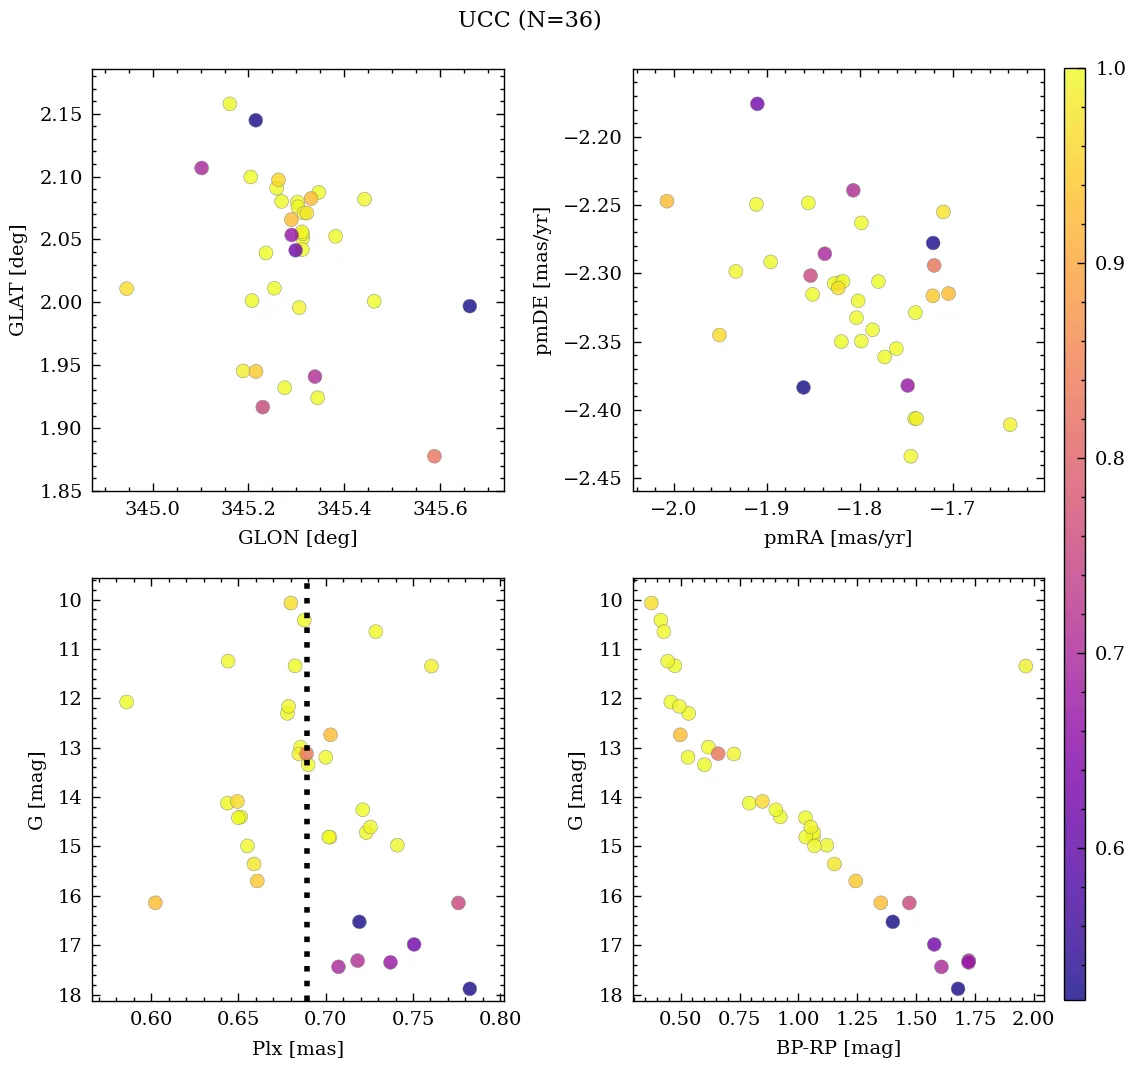 UCC (N=36)
2.15
2.10
2.05
2.00
1.95
1.90
1.85
GLAT [deg]
345.0 345.2 345.4 345.6
GLON [deg]
−2.20
−2.25
−2.30
−2.35
−2.40
−2.45
pmDE [mas/yr]
−2.0 −1.9 −1.8 −1.7
pmRA [mas/yr]
1.0
0.9
0.8
0.7
0.6
10
11
12
13
14
15
16
17
18
G [mag]
0.60 0.65 0.70 0.75 0.80
Plx [mas]
10
11
12
13
14
15
16
17
18
G [mag]
0.50 0.75 1.00 1.25 1.50 1.75 2.00
BP-RP [mag]